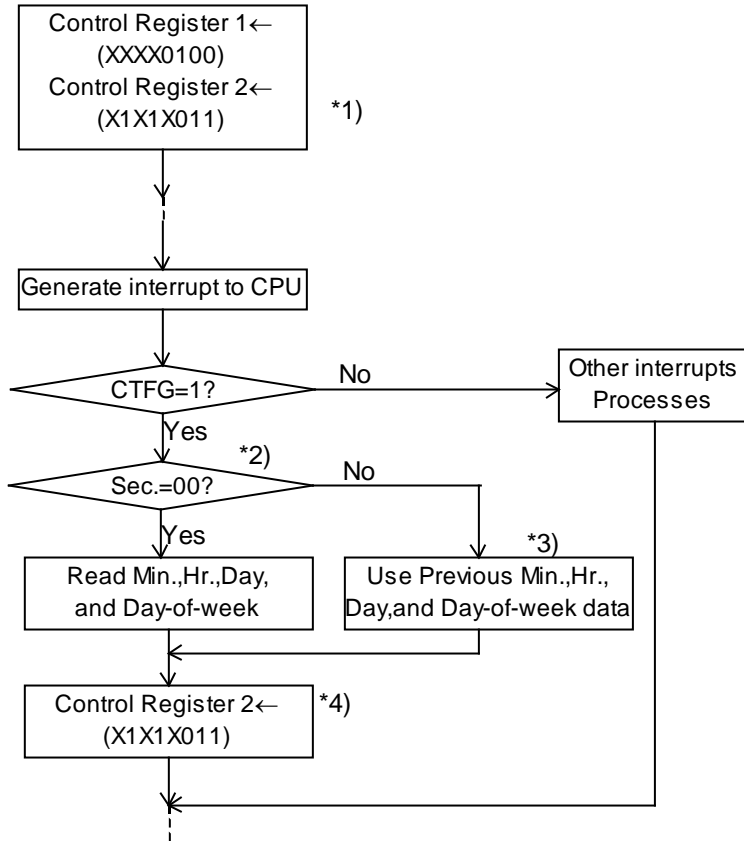 Control Register 1←
(XXXX0100)
Control Register 2←
(X1X1X011)
*1)
Generate interrupt to CPU
CTFG=1?
No
Other interrupts
Processes
Yes
*2)
Sec.=00?
No
Yes
*3)
Read Min.,Hr.,Day,
and Day-of-week
Use Previous Min.,Hr.,
Day,and Day-of-week data
Control Register 2←
(X1X1X011)
*4)